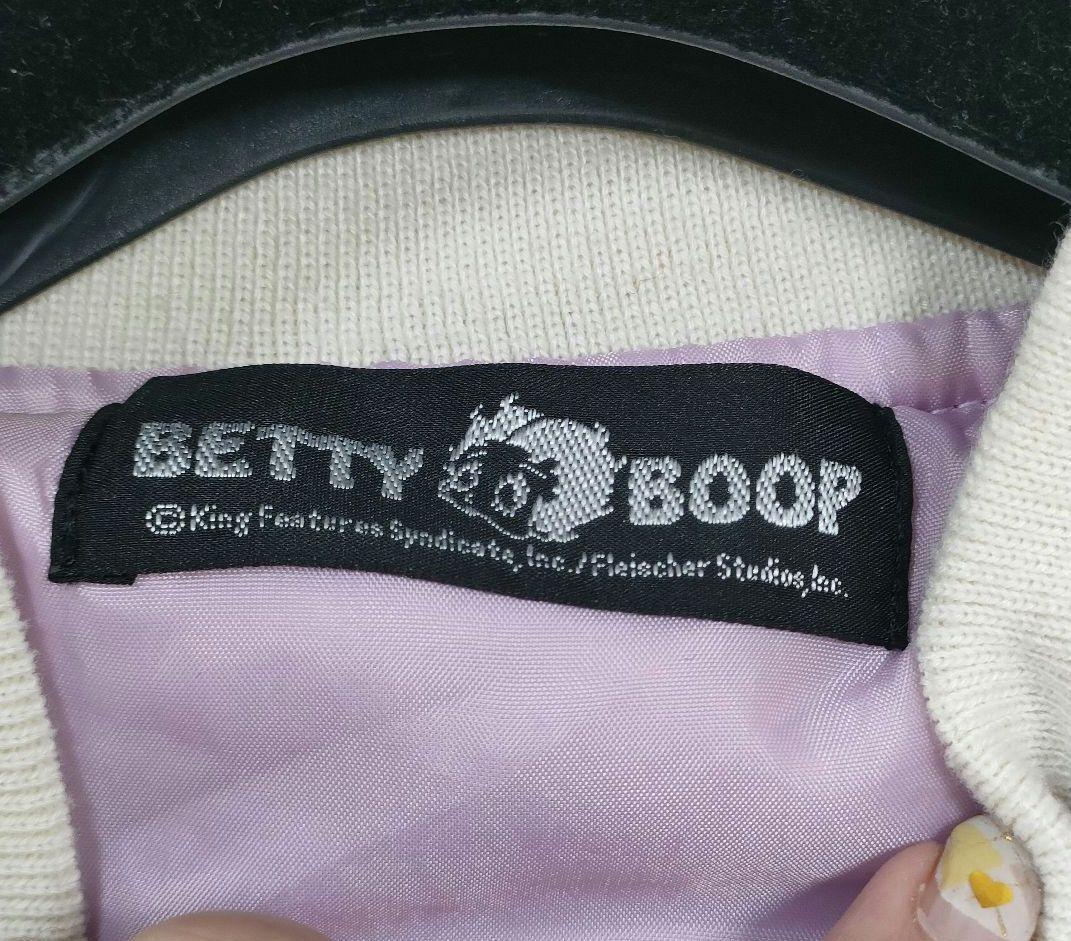 BETTY BOOP
©King Features Syndicate, Inc./Fleischer Studios, Inc.